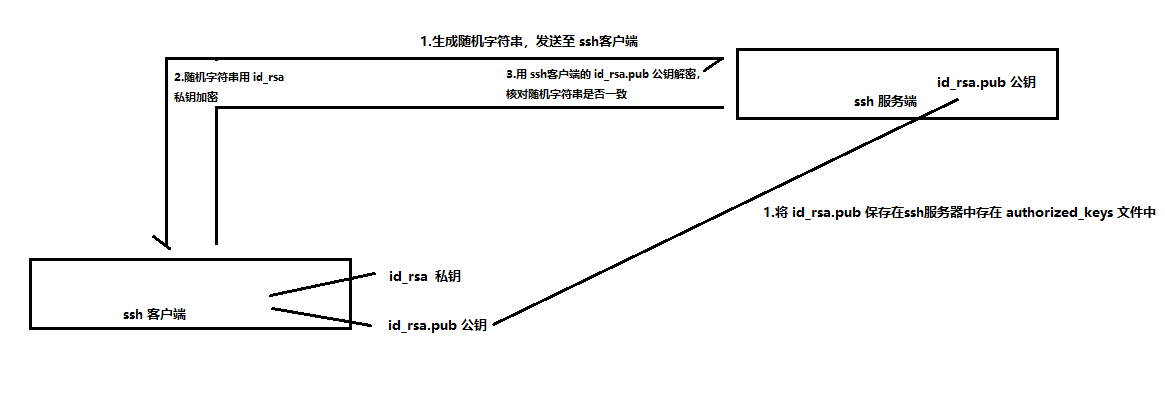 1.生成随机字符串，发送至 ssh客户端
2.随机字符串用 id_rsa
私钥加密
3.用 ssh客户端的 id_rsa.pub 公钥解密，
核对随机字符串是否一致
id_rsa.pub 公钥
ssh 服务端
1.将 id_rsa.pub 保存在ssh服务器中存在 authorized_keys 文件中
id_rsa 私钥
ssh 客户端
id_rsa.pub 公钥